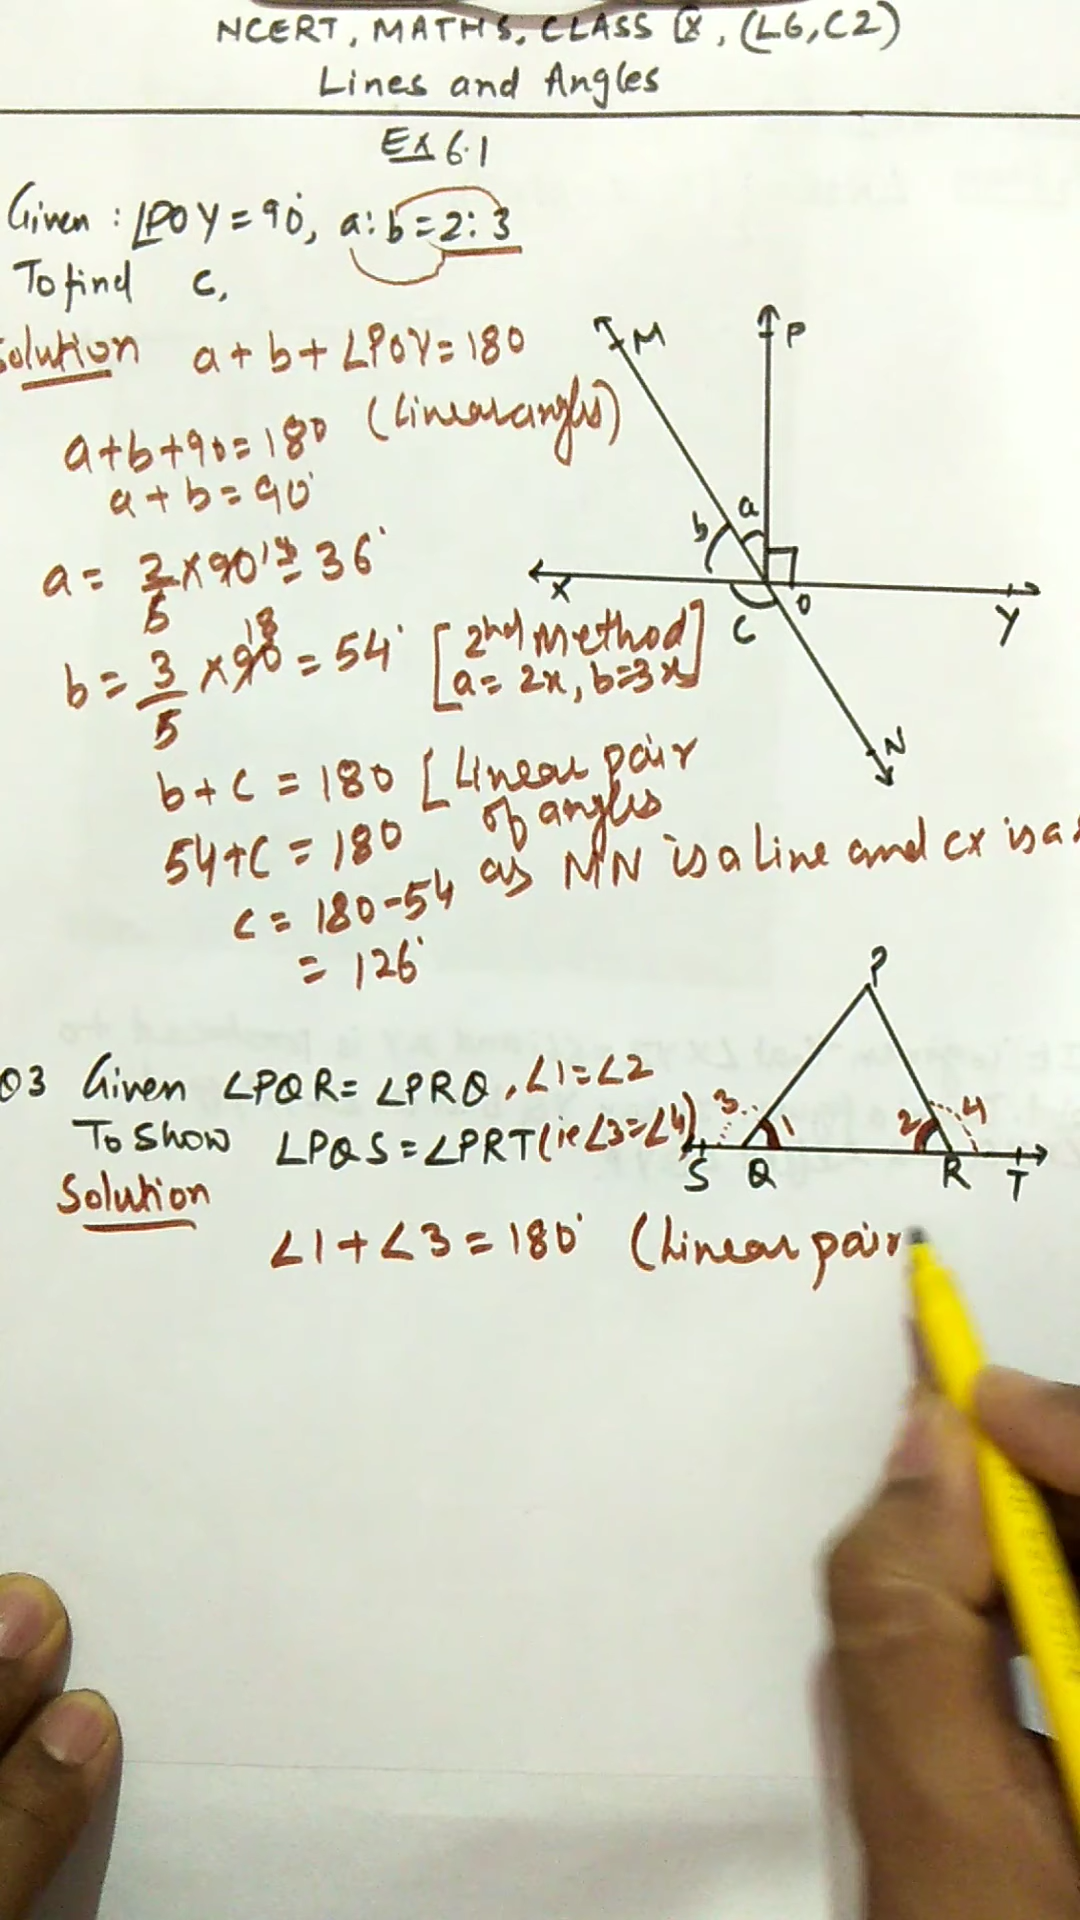 NCERT, MATHS, CLASS IX, (L6,C2)
Lines and Angles
EX 6.1
Given : ∠POY = 90°, a:b = 2:3
To find C,
Solution a + b + ∠POY = 180
(Linear angles)
a+b+90=180
a+b=90°
a = 2/5 × 90 18 = 36°
b = 3/5 × 90 18 = 54°
[2nd Method
a = 2x, b=3x]
b+c = 180 [Linear pair
of angles
54+c = 180
as MN is a Line and cx is a
c = 180-54
= 126°
M
P
b
a
X
C
O
Y
N
Q3 Given ∠PQR = ∠PRQ, ∠1=∠2
To Show ∠PQS = ∠PRT (ie ∠3=∠4)
Solution
∠1+∠3 = 180° (Linear pair
P
3
1
2
4
S
Q
R
T